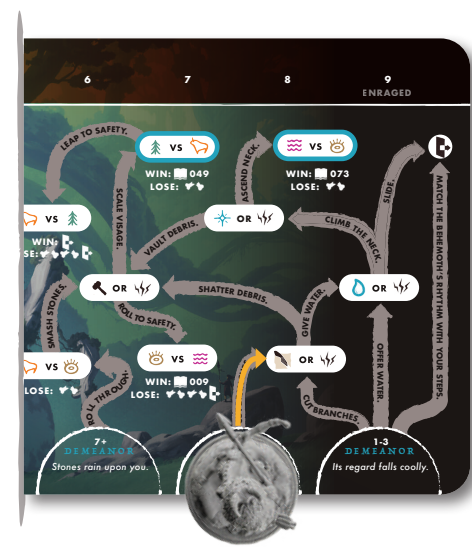 6
7
8
9
ENRAGED
LEAP TO SAFETY.
VS
WIN: 049
LOSE:
ASCEND NECK.
VS
WIN: 073
LOSE:
SLIDE.
MATCH THE BEHEMOTH'S RHYTHM WITH YOUR STEPS.
SCALE VISAGE.
VS
WIN:
SE:
VAULT DEBRIS.
OR
CLIMB THE NECK.
OR
SHATTER DEBRIS.
OR
SMASH STONES.
ROLL TO SAFETY.
GIVE WATER.
OFFER WATER.
VS
LOSE:
VS
WIN: 009
LOSE:
OR
ROLL THROUGH.
CUT BRANCHES.
7+
DEMEANOR
Stones rain upon you.
1-3
DEMEANOR
Its regard falls coolly.